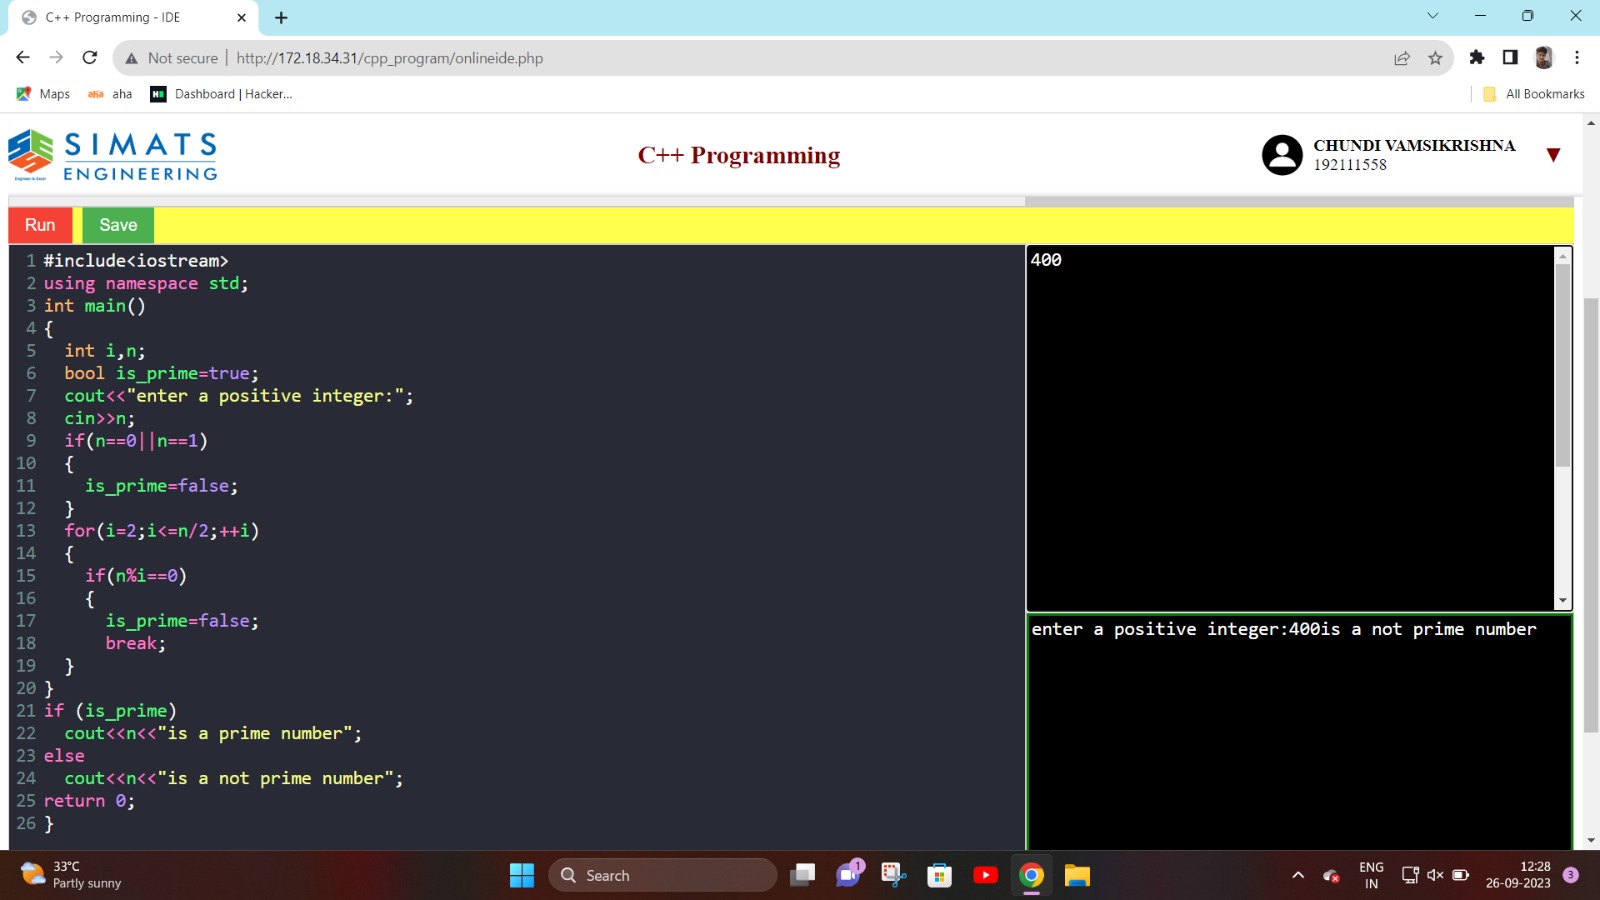 C++ Programming - IDE
Not secure | http://172.18.34.31/cpp_program/onlineide.php
Maps aha aha Dashboard | Hacker... All Bookmarks
SIMATS
ENGINEERING
C++ Programming
CHUNDI VAMSIKRISHNA
192111558
Run Save
1 #include<iostream>
2 using namespace std;
3 int main()
4 {
5 int i,n;
6 bool is_prime=true;
7 cout<<"enter a positive integer:";
8 cin>>n;
9 if(n==0||n==1)
10 {
11 is_prime=false;
12 }
13 for(i=2;i<=n/2;++i)
14 {
15 if(n%i==0)
16 {
17 is_prime=false;
18 break;
19 }
20 }
21 if (is_prime)
22 cout<<n<<"is a prime number";
23 else
24 cout<<n<<"is a not prime number";
25 return 0;
26 }
400
enter a positive integer:400is a not prime number
33°C
Partly sunny
Search
1
ENG
IN
12:28
26-09-2023
3